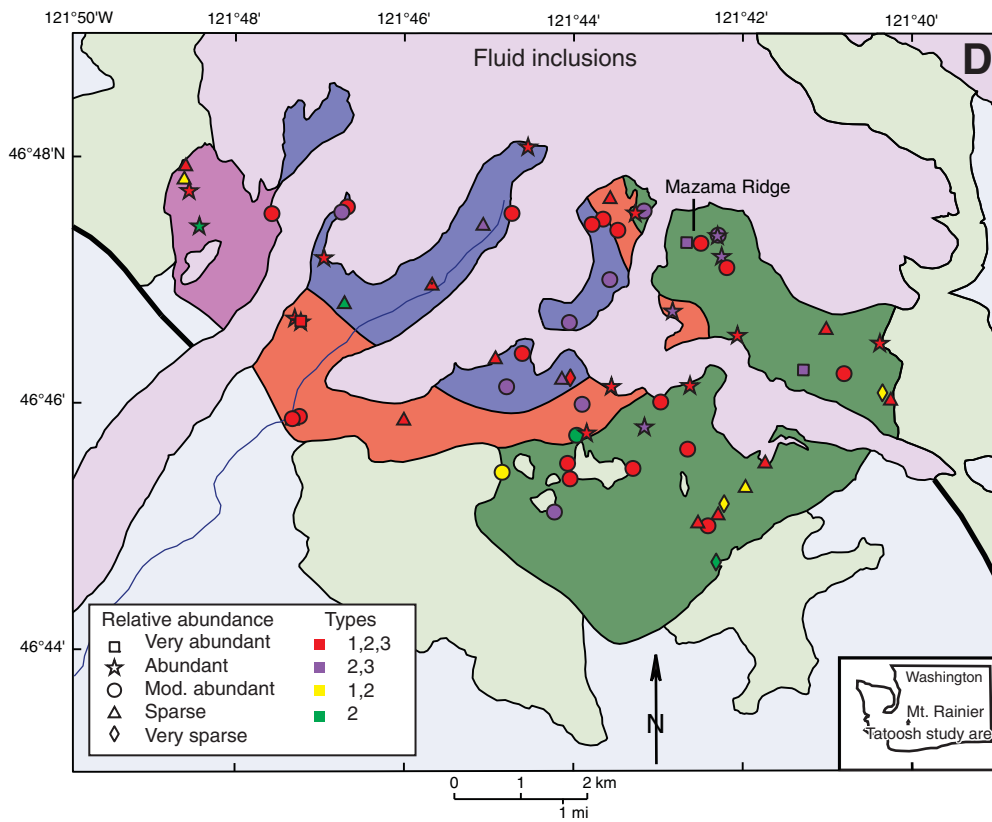 121°50'W 121°48' 121°46' 121°44' 121°42' 121°40'
Fluid inclusions
D
46°48'N
Mazama Ridge
46°46'
46°44'
Relative abundance Types
Very abundant 1,2,3
Abundant 2,3
Mod. abundant 1,2
Sparse 2
Very sparse
N
Washington
Mt. Rainier
Tatoosh study area
0 1 2 km
1 mi